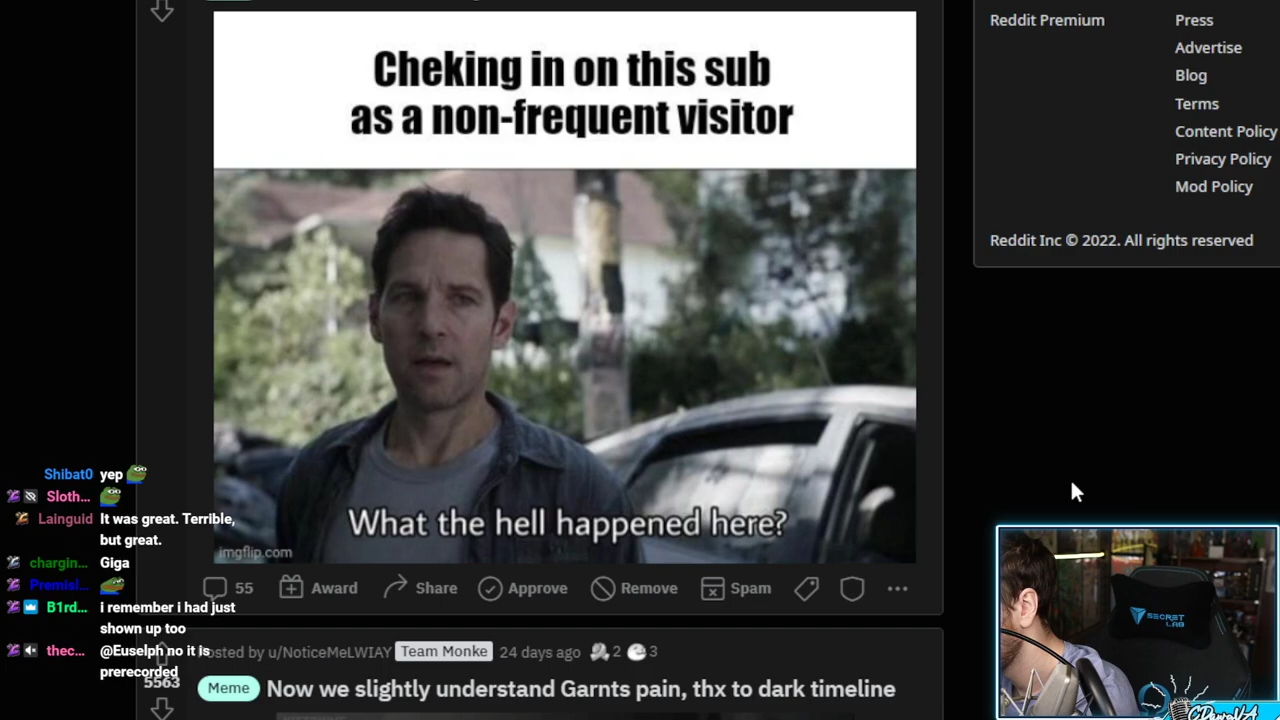 Reddit Premium
Press
Advertise
Blog
Terms
Content Policy
Privacy Policy
Mod Policy
Reddit Inc © 2022. All rights reserved
Cheking in on this sub
as a non-frequent visitor
What the hell happened here?
imgflip.com
55 Award Share Approve Remove Spam
Posted by u/NoticeMeLWIAY Team Monke 24 days ago 2 3
5563
Meme Now we slightly understand Garnts pain, thx to dark timeline
Shibat0 yep
Sloth...
Lainguid It was great. Terrible,
but great.
chargin... Giga
Premisl...
B1rd... i remember i had just
shown up too
thec... @Euselph no it is
prerecorded
SECRET
LAB